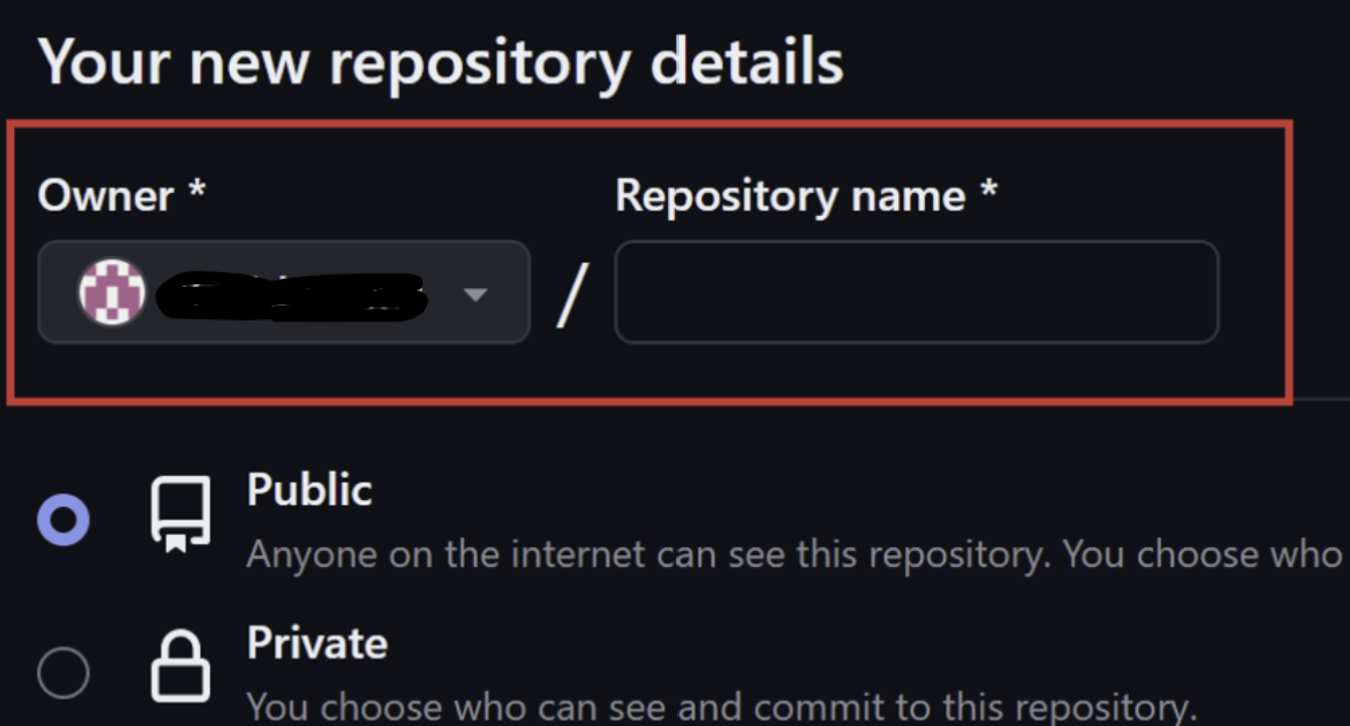 Your new repository details
Owner * Repository name *
/
Public
Anyone on the internet can see this repository. You choose who
Private
You choose who can see and commit to this repository.